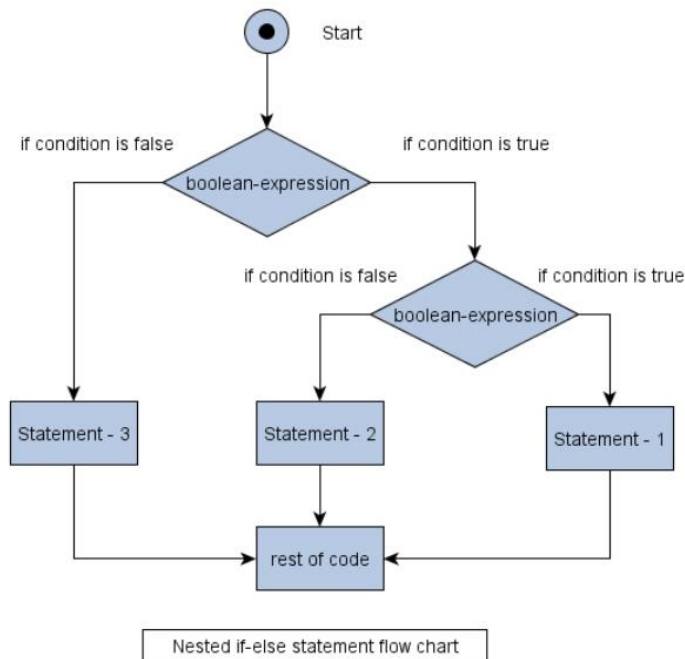 Start
if condition is false
if condition is true
boolean-expression
if condition is false
if condition is true
boolean-expression
Statement - 3
Statement - 2
Statement - 1
rest of code
Nested if-else statement flow chart